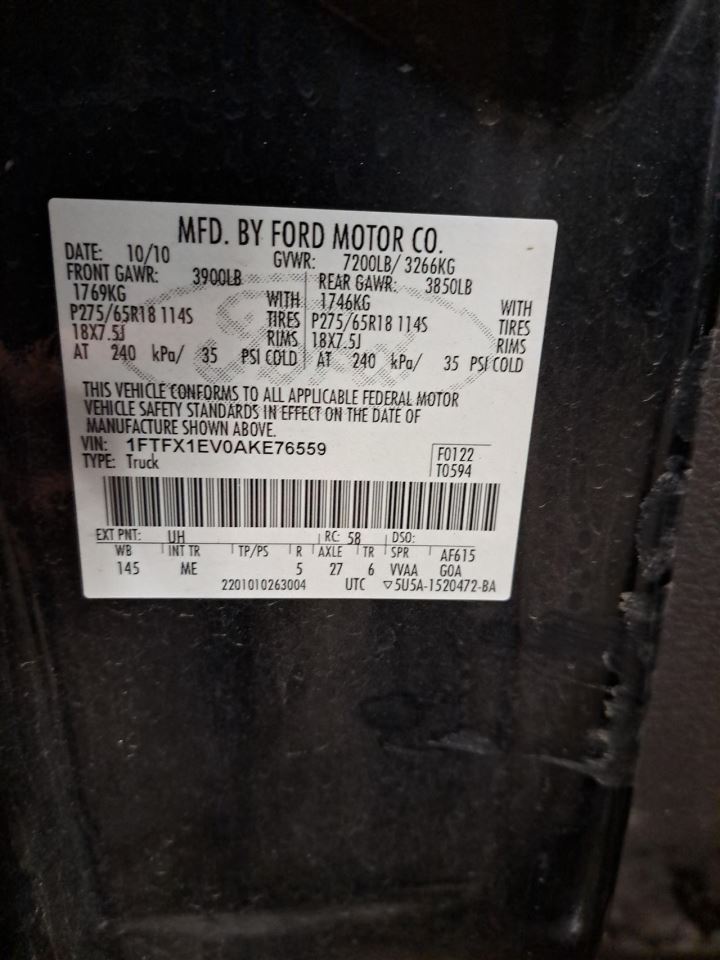 MFD. BY FORD MOTOR CO.
DATE: 10/10 GVWR: 7200LB/ 3266KG
FRONT GAWR: 3900LB REAR GAWR: 3850LB
1769KG WITH 1746KG WITH
P275/65R18 114S TIRES P275/65R18 114S TIRES
18X7.5J RIMS 18X7.5J RIMS
AT 240 kPa/ 35 PSI COLD AT 240 kPa/ 35 PSI COLD
THIS VEHICLE CONFORMS TO ALL APPLICABLE FEDERAL MOTOR
VEHICLE SAFETY STANDARDS IN EFFECT ON THE DATE OF
MANUFACTURE SHOWN ABOVE.
VIN: 1FTFX1EV0AKE76559 F0122
TYPE: Truck T0594
EXT PNT: UH RC: 58 DSO:
WB INT TR TP/PS R AXLE TR SPR AF615
145 ME 5 27 6 VVAA GOA
2201010263004 UTC ▽5U5A-1520472-BA